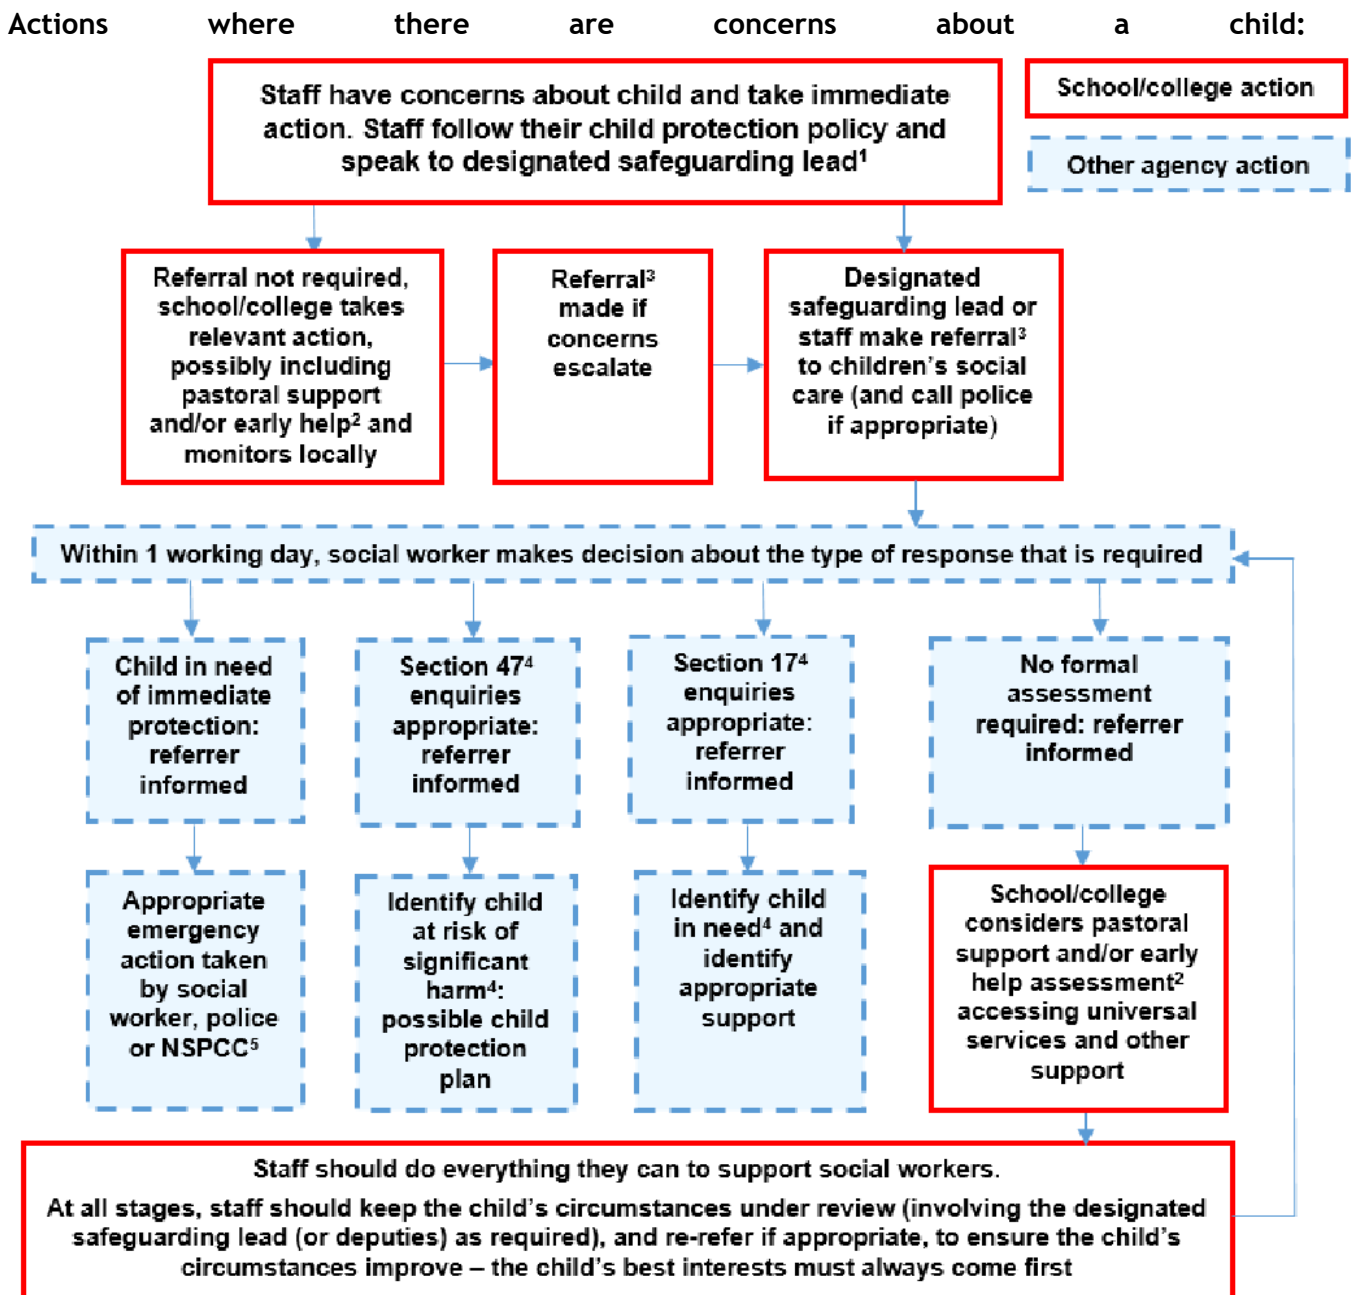 Actions where there are concerns about a child:
Staff have concerns about child and take immediate
action. Staff follow their child protection policy and
speak to designated safeguarding lead¹
School/college action
Other agency action
Referral not required,
school/college takes
relevant action,
possibly including
pastoral support
and/or early help² and
monitors locally
Referral³
made if
concerns
escalate
Designated
safeguarding lead or
staff make referral³
to children's social
care (and call police
if appropriate)
Within 1 working day, social worker makes decision about the type of response that is required
Child in need
of immediate
protection:
referrer
informed
Section 47⁴
enquiries
appropriate:
referrer
informed
Section 17⁴
enquiries
appropriate:
referrer
informed
No formal
assessment
required: referrer
informed
Appropriate
emergency
action taken
by social
worker, police
or NSPCC⁵
Identify child
at risk of
significant
harm⁴:
possible child
protection
plan
Identify child
in need⁴ and
identify
appropriate
support
School/college
considers pastoral
support and/or early
help assessment²
accessing universal
services and other
support
Staff should do everything they can to support social workers.
At all stages, staff should keep the child's circumstances under review (involving the designated
safeguarding lead (or deputies) as required), and re-refer if appropriate, to ensure the child's
circumstances improve – the child's best interests must always come first